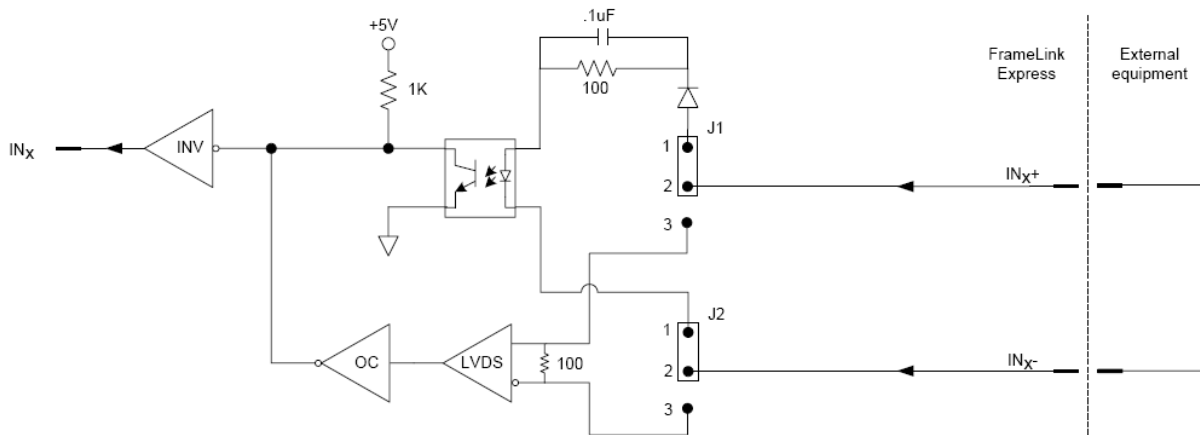 .1uF
+5V
FrameLink
Express
External
equipment
1K
100
J1
INX
INV
1
2
INX+
3
J2
1
OC
LVDS
100
2
INX-
3